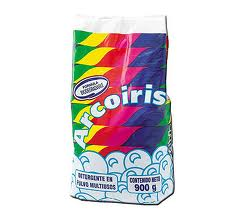 Arcoiris
DETERGENTE EN
POLVO MULTIUSOS
CONTENIDO NETO
900 g